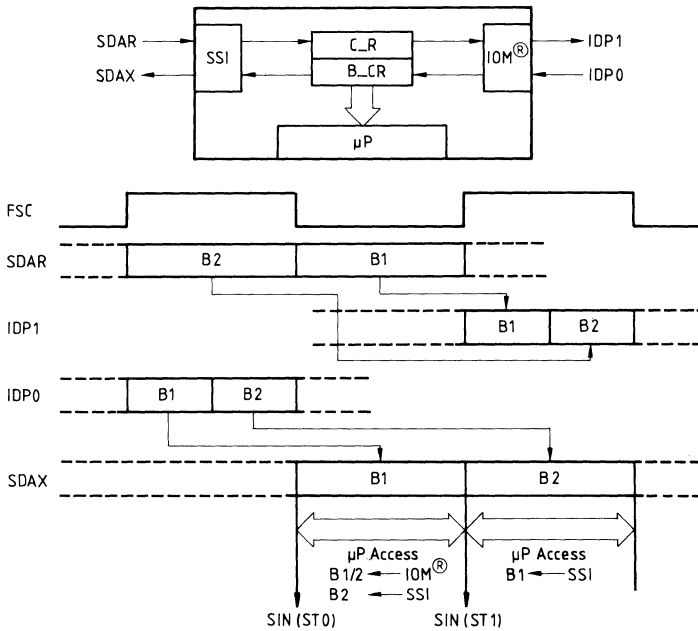 SDAR SSI C_R IOM® IDP1
SDAX B_CR IDP0
µP
FSC
SDAR B2 B1
IDP1 B1 B2
IDP0 B1 B2
SDAX B1 B2
µP Access µP Access
B1/2 IOM® B1 SSI
B2 SSI
SIN (ST0) SIN (ST1)